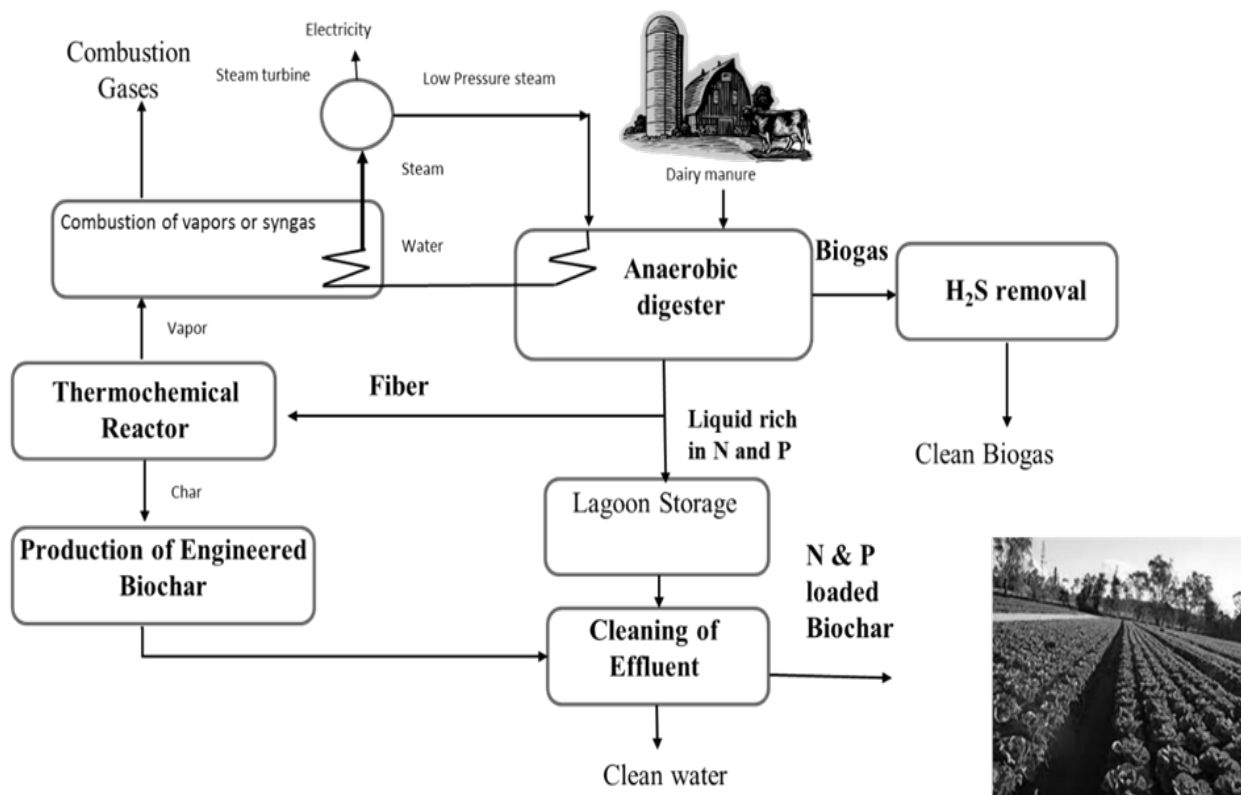 Electricity
Combustion
Gases
Steam turbine
Low Pressure steam
Steam
Dairy manure
Combustion of vapors or syngas
Water
Anaerobic
digester
Biogas
H₂S removal
Vapor
Thermochemical
Reactor
Fiber
Liquid rich
in N and P
Clean Biogas
Char
Lagoon Storage
Production of Engineered
Biochar
N & P
loaded
Biochar
Cleaning of
Effluent
Clean water